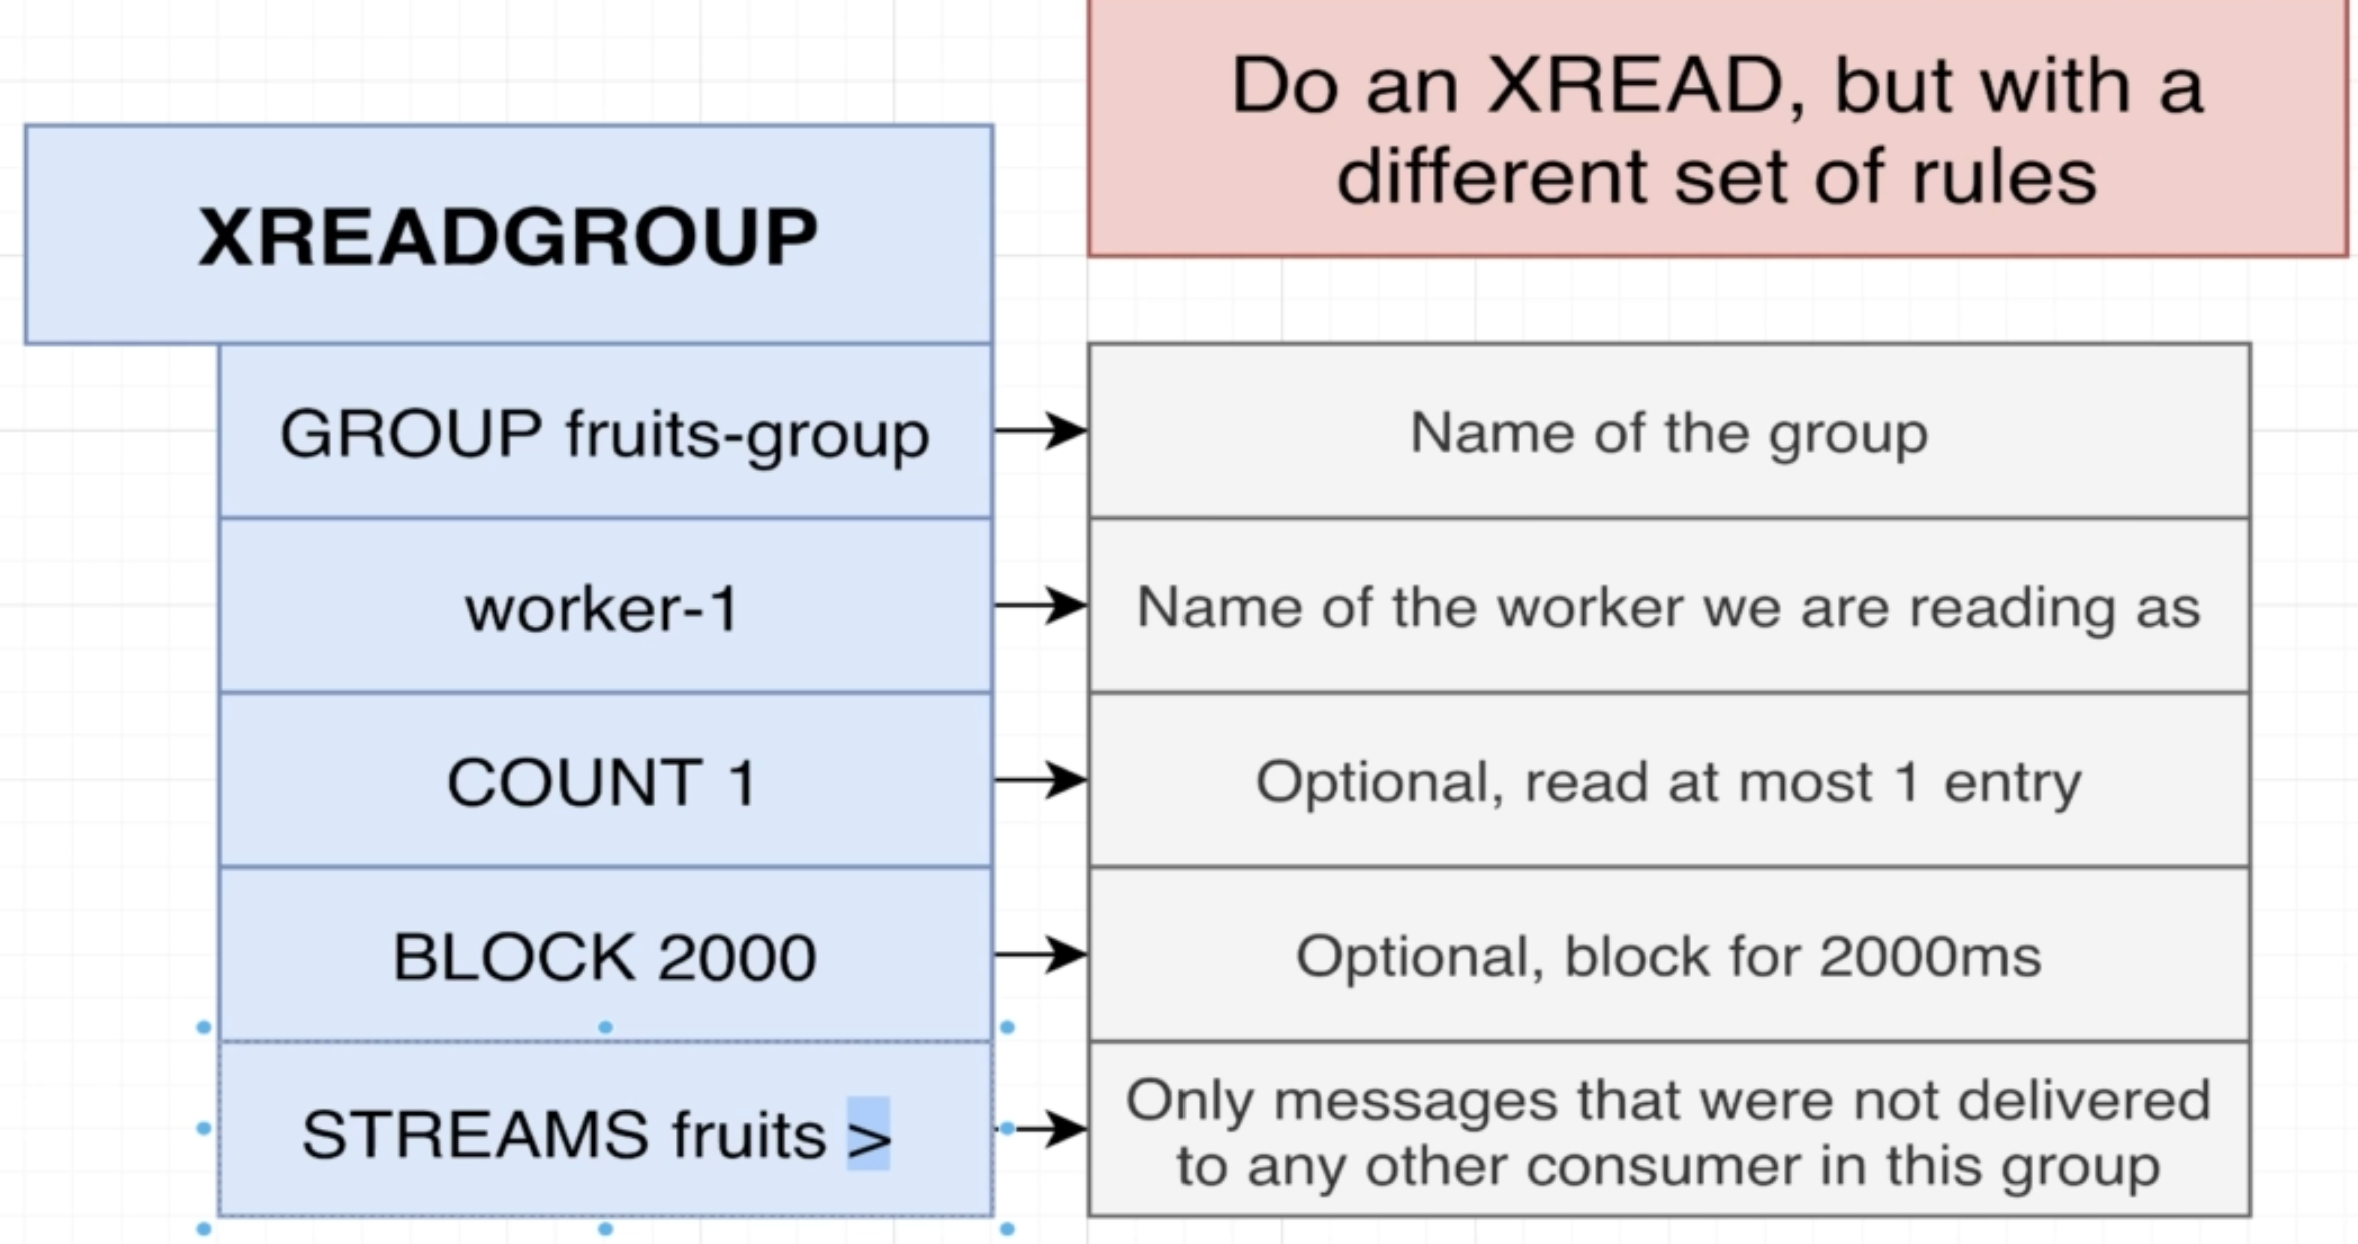 Do an XREAD, but with a
different set of rules
XREADGROUP
GROUP fruits-group
Name of the group
worker-1
Name of the worker we are reading as
COUNT 1
Optional, read at most 1 entry
BLOCK 2000
Optional, block for 2000ms
STREAMS fruits >
Only messages that were not delivered
to any other consumer in this group